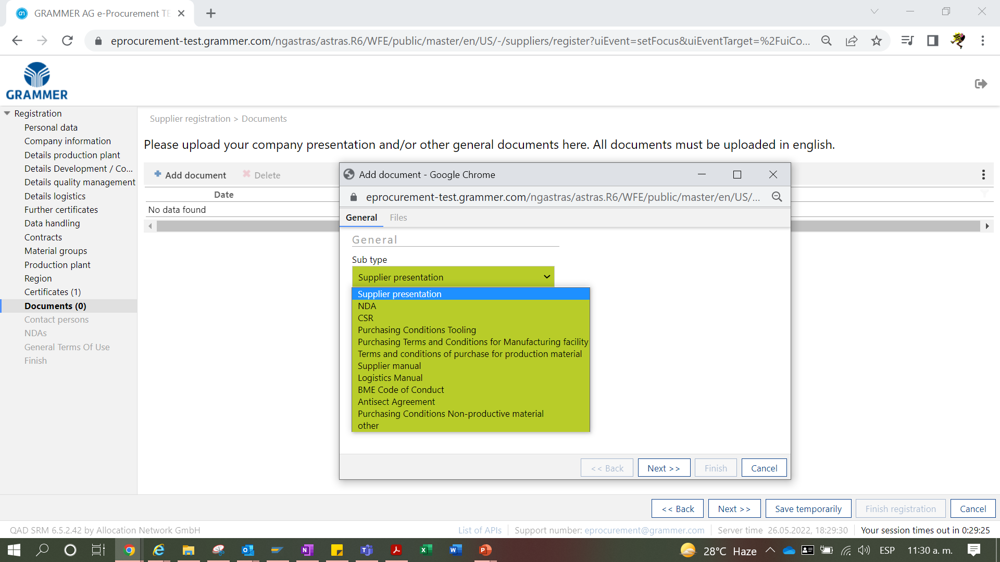 GRAMMER AG e-Procurement TE
eprocurement-test.grammer.com/ngastras/astras.R6/WFE/public/master/en/US/-/suppliers/register?uiEvent=setFocus&uiEventTarget=%2FuiCo...
GRAMMER
Registration
Personal data
Company information
Details production plant
Details Development / Co...
Details quality management
Details logistics
Further certificates
Data handling
Contracts
Material groups
Production plant
Region
Certificates (1)
Documents (0)
Contact persons
NDAs
General Terms Of Use
Finish
Supplier registration > Documents
Please upload your company presentation and/or other general documents here. All documents must be uploaded in english.
Add document Delete
Date
No data found
Add document - Google Chrome
eprocurement-test.grammer.com/ngastras/astras.R6/WFE/public/master/en/US/...
General Files
General
Sub type
Supplier presentation
Supplier presentation
NDA
CSR
Purchasing Conditions Tooling
Purchasing Terms and Conditions for Manufacturing facility
Terms and conditions of purchase for production material
Supplier manual
Logistics Manual
BME Code of Conduct
Antisect Agreement
Purchasing Conditions Non-productive material
other
<< Back Next >> Finish Cancel
<< Back Next >> Save temporarily Finish registration Cancel
QAD SRM 6.5.2.42 by Allocation Network GmbH List of APIs Support number: eprocurement@grammer.com Server time 26.05.2022, 18:29:30 Your session times out in 0:29:25
28°C Haze ESP 11:30 a. m.